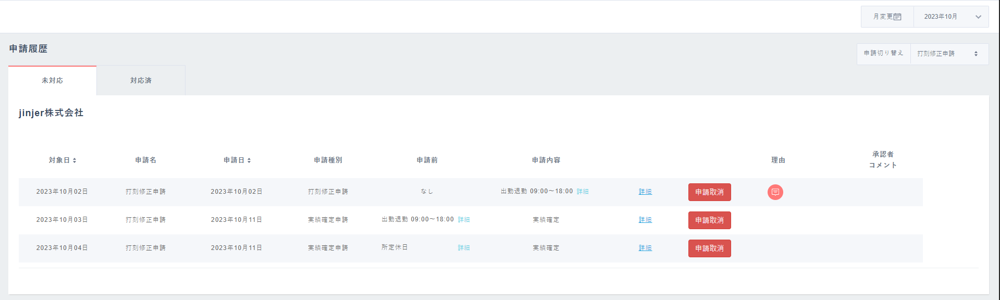 月変更 2023年10月
申請履歴
申請切り替え 打刻修正申請
未対応 対応済
jinjer株式会社
対象日 申請名 申請日 申請種別 申請前 申請内容 理由 承認者
コメント
2023年10月02日 打刻修正申請 2023年10月02日 打刻修正申請 なし 出勤退勤 09:00～18:00 詳細 詳細 申請取消
2023年10月03日 打刻修正申請 2023年10月11日 実績確定申請 出勤退勤 09:00～18:00 詳細 実績確定 詳細 申請取消
2023年10月04日 打刻修正申請 2023年10月11日 実績確定申請 所定休日 詳細 実績確定 詳細 申請取消